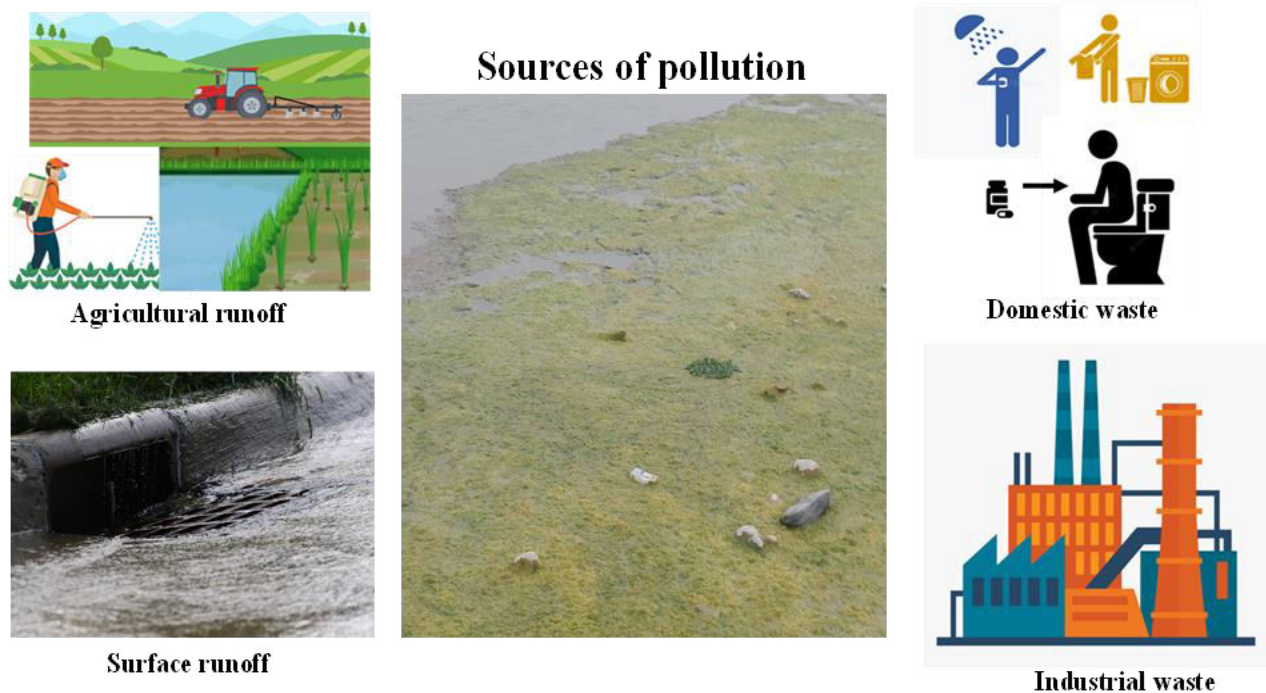 Sources of pollution
Agricultural runoff
Domestic waste
Surface runoff
Industrial waste